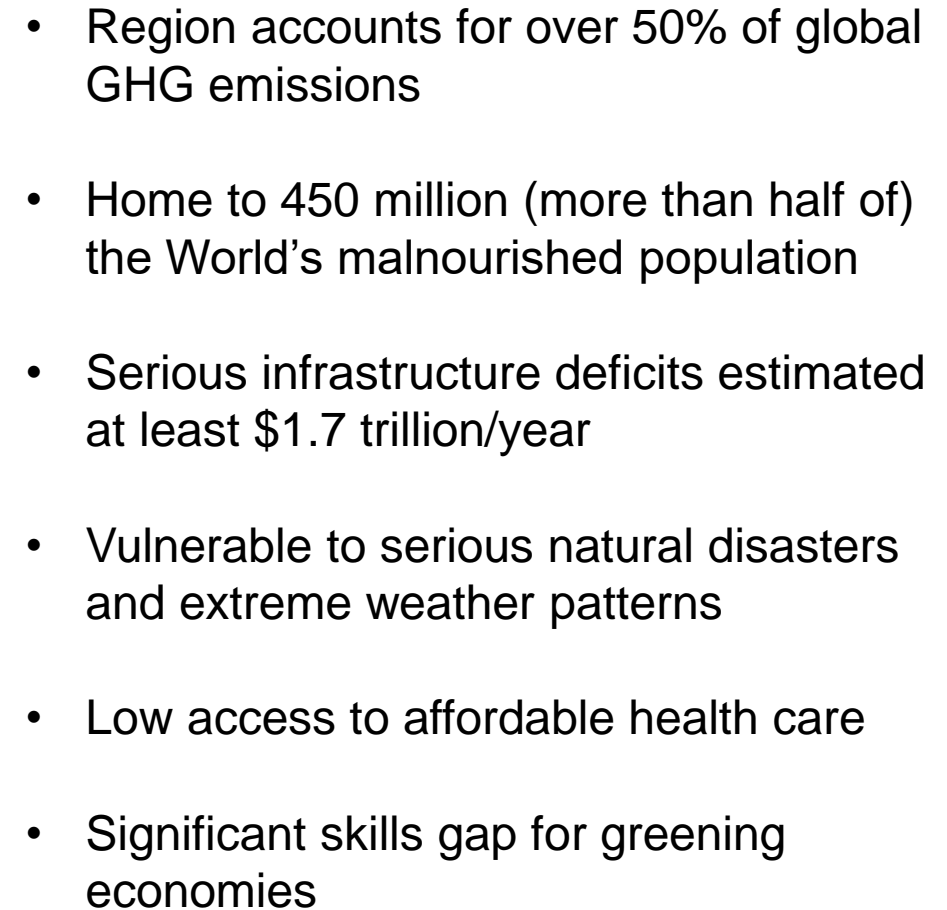 • Region accounts for over 50% of global
GHG emissions
• Home to 450 million (more than half of)
the World’s malnourished population
• Serious infrastructure deficits estimated
at least $1.7 trillion/year
• Vulnerable to serious natural disasters
and extreme weather patterns
• Low access to affordable health care
• Significant skills gap for greening
economies